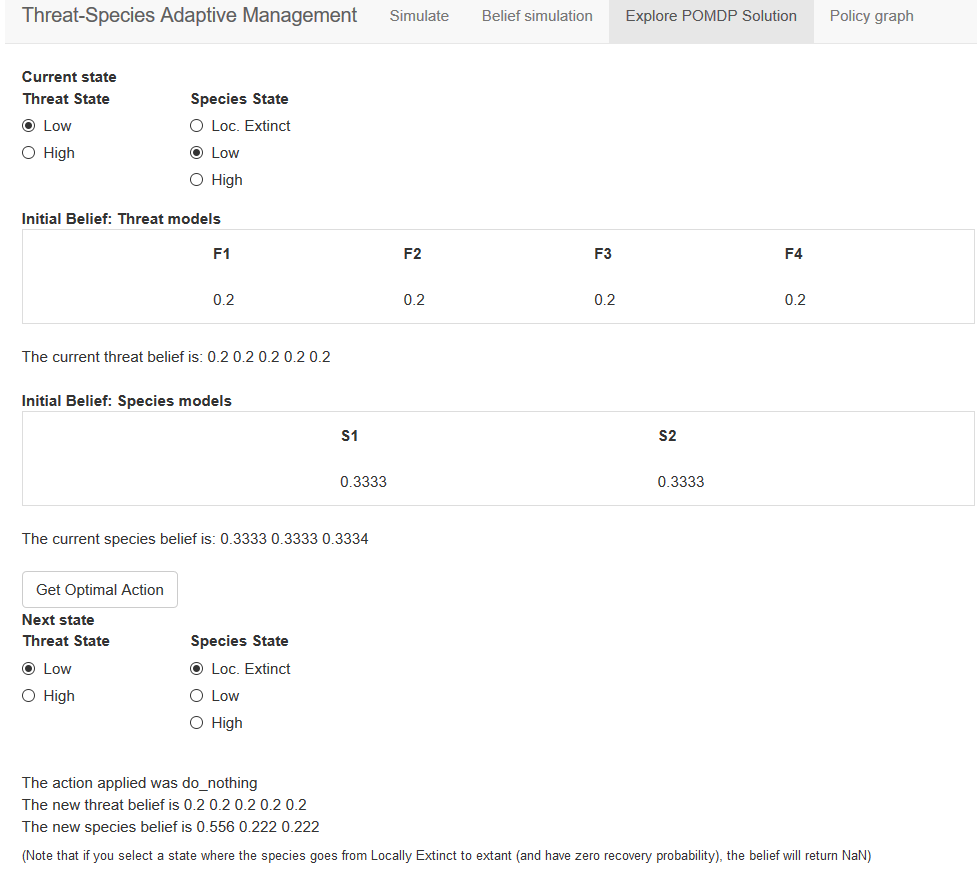 Threat-Species Adaptive Management Simulate Belief simulation Explore POMDP Solution Policy graph
Current state
Threat State Species State
Low Loc. Extinct
High Low
High
Initial Belief: Threat models
F1 F2 F3 F4
0.2 0.2 0.2 0.2
The current threat belief is: 0.2 0.2 0.2 0.2 0.2
Initial Belief: Species models
S1 S2
0.3333 0.3333
The current species belief is: 0.3333 0.3333 0.3334
Get Optimal Action
Next state
Threat State Species State
Low Loc. Extinct
High Low
High
The action applied was do_nothing
The new threat belief is 0.2 0.2 0.2 0.2 0.2
The new species belief is 0.556 0.222 0.222
(Note that if you select a state where the species goes from Locally Extinct to extant (and have zero recovery probability), the belief will return NaN)